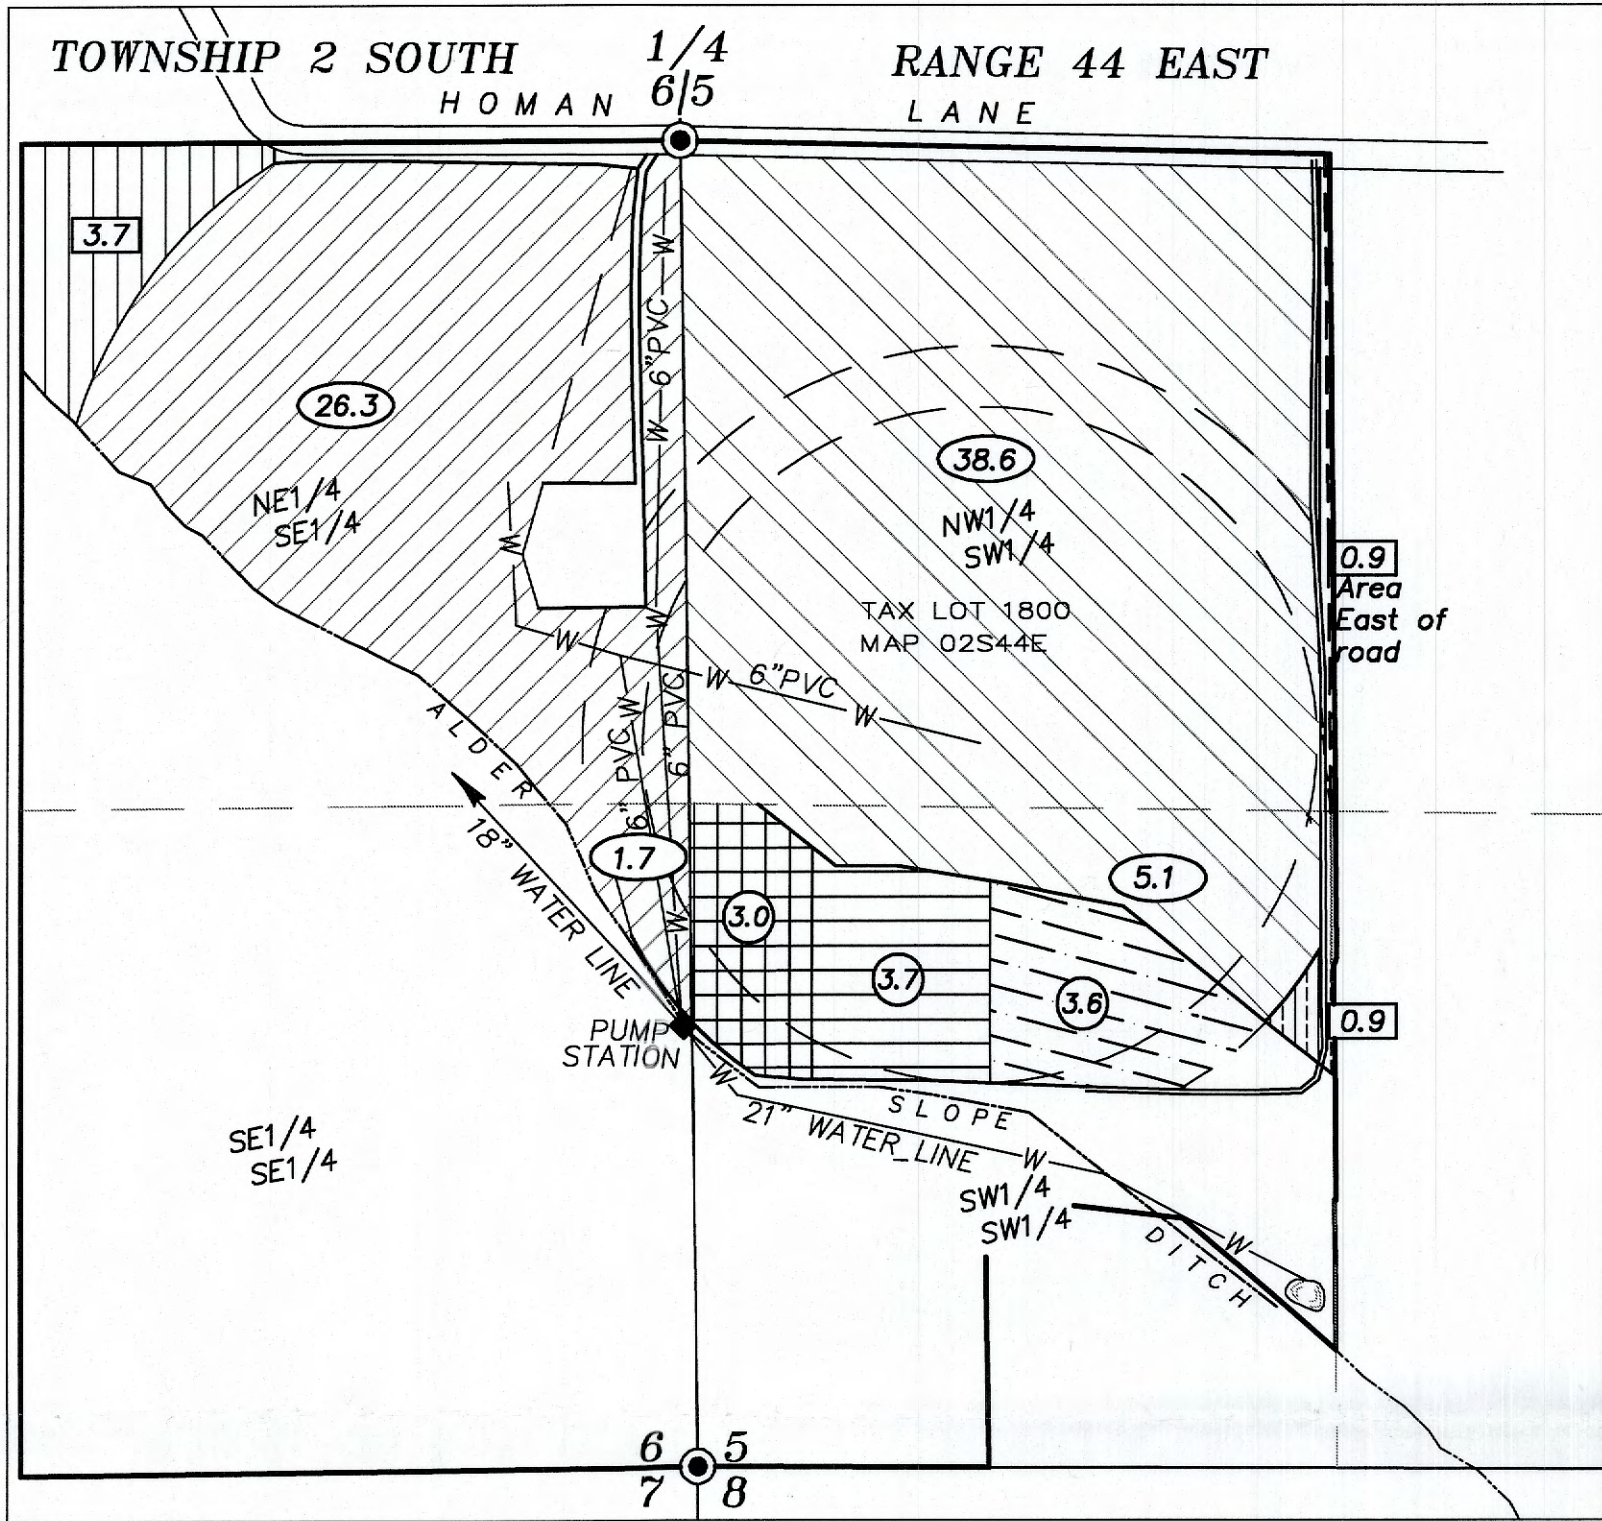 TOWNSHIP 2 SOUTH
1/4
6|5
RANGE 44 EAST
HOMAN
LANE
3.7
26.3
NE1/4
SE1/4
W
W 6"PVC W
38.6
NW1/4
SW1/4
TAX LOT 1800
MAP 02S44E
0.9
Area
East of
road
W
W
W 6"PVC W
6" PVC W
6" PVC
W
ALDER
18" WATER LINE
1.7
5.1
3.0
3.7
3.6
0.9
PUMP
STATION
W
SLOPE
21" WATER LINE W
SE1/4
SE1/4
SW1/4
SW1/4
DITCH
W
6 5
7 8